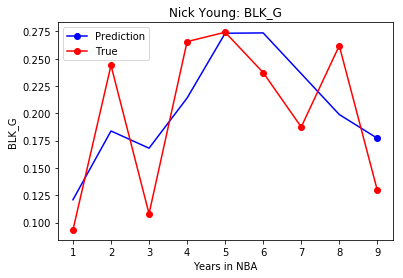 Nick Young: BLK_G
Prediction
True
BLK_G
0.275
0.250
0.225
0.200
0.175
0.150
0.125
0.100
1 2 3 4 5 6 7 8 9
Years in NBA